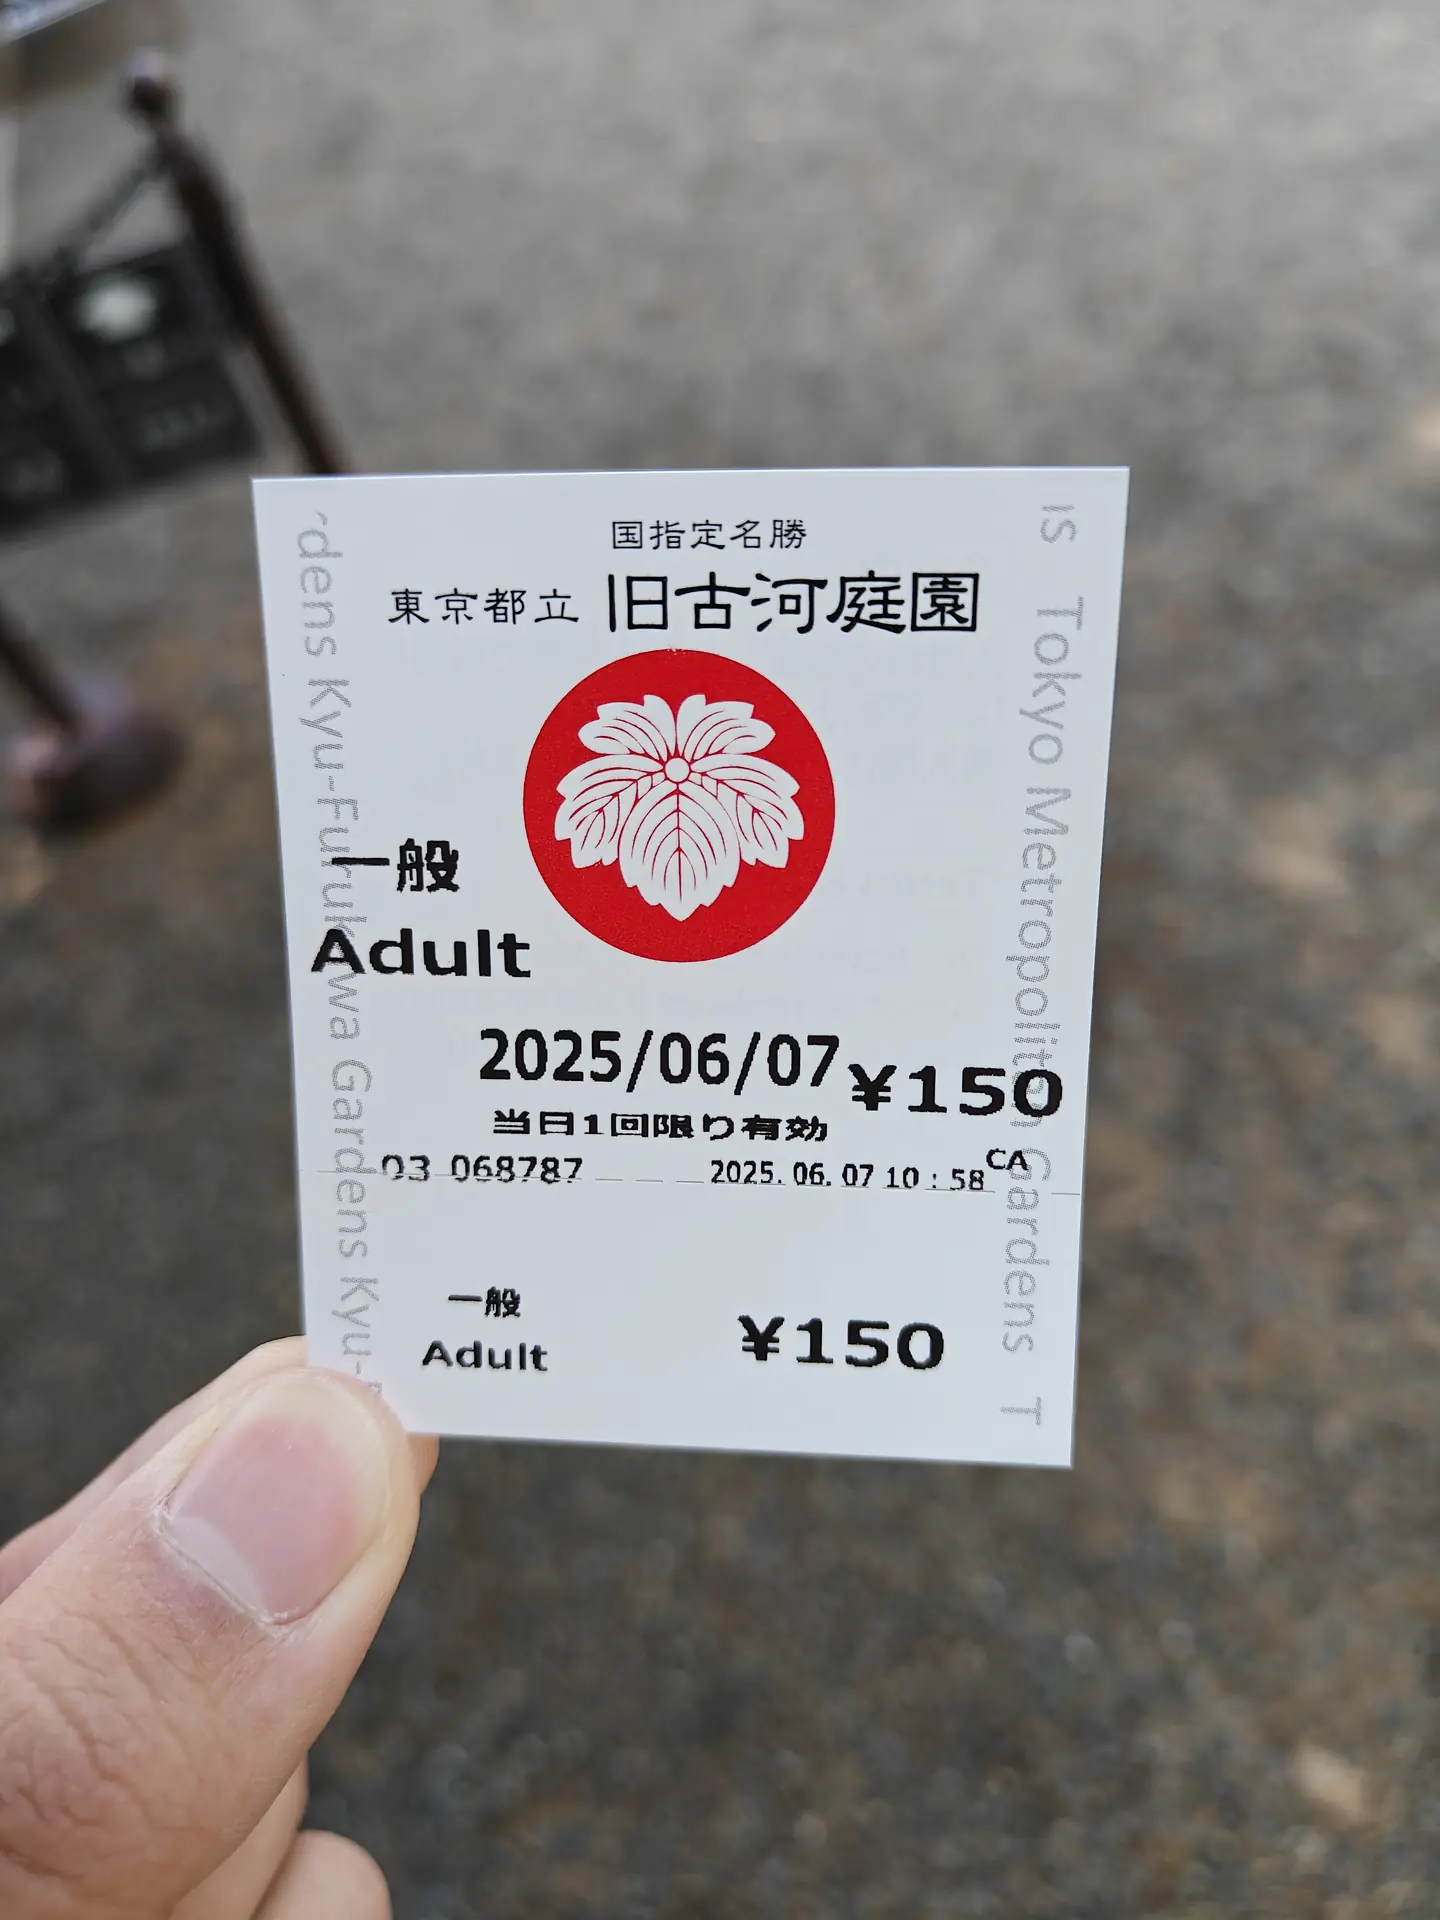 国指定名勝
東京都立 旧古河庭園
一般
Adult
2025/06/07 ¥150
当日1回限り有効
03 068787 2025.06.07 10:58 CA
一般 ¥150
Adult
dens Kyu-Furukawa Gardens Kyu-
is Tokyo Metropolitan Gardens T